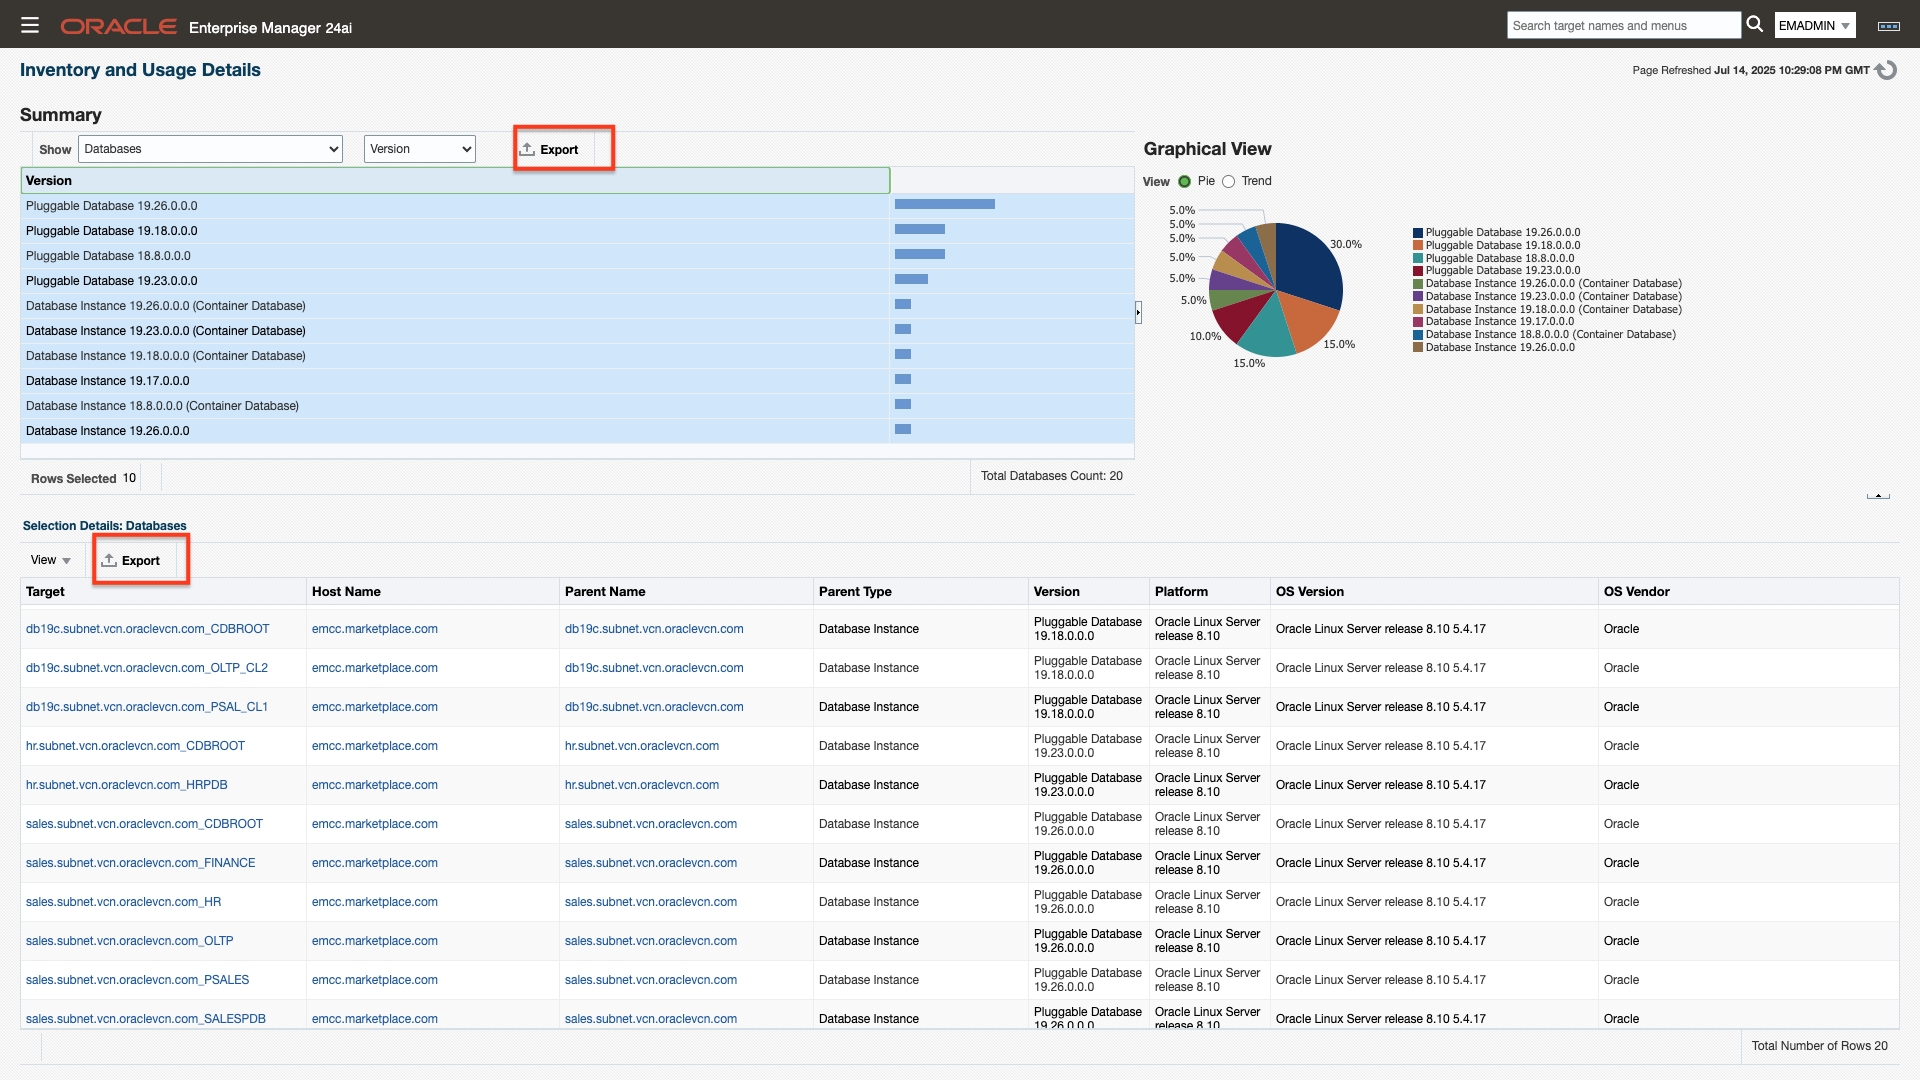 ORACLE Enterprise Manager 24ai
Search target names and menus
EMADMIN
Inventory and Usage Details
Page Refreshed Jul 14, 2025 10:29:08 PM GMT
Summary
Show Databases Version Export
Version
Pluggable Database 19.26.0.0.0
Pluggable Database 19.18.0.0.0
Pluggable Database 18.8.0.0.0
Pluggable Database 19.23.0.0.0
Database Instance 19.26.0.0.0 (Container Database)
Database Instance 19.23.0.0.0 (Container Database)
Database Instance 19.18.0.0.0 (Container Database)
Database Instance 19.17.0.0.0
Database Instance 18.8.0.0.0 (Container Database)
Database Instance 19.26.0.0.0
Rows Selected 10
Total Databases Count: 20
Graphical View
View Pie Trend
5.0%
5.0%
5.0%
5.0%
5.0%
5.0%
10.0%
15.0%
15.0%
30.0%
Pluggable Database 19.26.0.0.0
Pluggable Database 19.18.0.0.0
Pluggable Database 18.8.0.0.0
Pluggable Database 19.23.0.0.0
Database Instance 19.26.0.0.0 (Container Database)
Database Instance 19.23.0.0.0 (Container Database)
Database Instance 19.18.0.0.0 (Container Database)
Database Instance 19.17.0.0.0
Database Instance 18.8.0.0.0 (Container Database)
Database Instance 19.26.0.0.0
Selection Details: Databases
View Export
Target Host Name Parent Name Parent Type Version Platform OS Version OS Vendor
db19c.subnet.vcn.oraclevcn.com_CDBROOT emcc.marketplace.com db19c.subnet.vcn.oraclevcn.com Database Instance Pluggable Database 19.18.0.0.0 Oracle Linux Server release 8.10 Oracle Linux Server release 8.10 5.4.17 Oracle
db19c.subnet.vcn.oraclevcn.com_OLTP_CL2 emcc.marketplace.com db19c.subnet.vcn.oraclevcn.com Database Instance Pluggable Database 19.18.0.0.0 Oracle Linux Server release 8.10 Oracle Linux Server release 8.10 5.4.17 Oracle
db19c.subnet.vcn.oraclevcn.com_PSAL_CL1 emcc.marketplace.com db19c.subnet.vcn.oraclevcn.com Database Instance Pluggable Database 19.18.0.0.0 Oracle Linux Server release 8.10 Oracle Linux Server release 8.10 5.4.17 Oracle
hr.subnet.vcn.oraclevcn.com_CDBROOT emcc.marketplace.com hr.subnet.vcn.oraclevcn.com Database Instance Pluggable Database 19.23.0.0.0 Oracle Linux Server release 8.10 Oracle Linux Server release 8.10 5.4.17 Oracle
hr.subnet.vcn.oraclevcn.com_HRPDB emcc.marketplace.com hr.subnet.vcn.oraclevcn.com Database Instance Pluggable Database 19.23.0.0.0 Oracle Linux Server release 8.10 Oracle Linux Server release 8.10 5.4.17 Oracle
sales.subnet.vcn.oraclevcn.com_CDBROOT emcc.marketplace.com sales.subnet.vcn.oraclevcn.com Database Instance Pluggable Database 19.26.0.0.0 Oracle Linux Server release 8.10 Oracle Linux Server release 8.10 5.4.17 Oracle
sales.subnet.vcn.oraclevcn.com_FINANCE emcc.marketplace.com sales.subnet.vcn.oraclevcn.com Database Instance Pluggable Database 19.26.0.0.0 Oracle Linux Server release 8.10 Oracle Linux Server release 8.10 5.4.17 Oracle
sales.subnet.vcn.oraclevcn.com_HR emcc.marketplace.com sales.subnet.vcn.oraclevcn.com Database Instance Pluggable Database 19.26.0.0.0 Oracle Linux Server release 8.10 Oracle Linux Server release 8.10 5.4.17 Oracle
sales.subnet.vcn.oraclevcn.com_OLTP emcc.marketplace.com sales.subnet.vcn.oraclevcn.com Database Instance Pluggable Database 19.26.0.0.0 Oracle Linux Server release 8.10 Oracle Linux Server release 8.10 5.4.17 Oracle
sales.subnet.vcn.oraclevcn.com_PSALES emcc.marketplace.com sales.subnet.vcn.oraclevcn.com Database Instance Pluggable Database 19.26.0.0.0 Oracle Linux Server release 8.10 Oracle Linux Server release 8.10 5.4.17 Oracle
sales.subnet.vcn.oraclevcn.com_SALESPDB emcc.marketplace.com sales.subnet.vcn.oraclevcn.com Database Instance Pluggable Database 19.26.0.0.0 Oracle Linux Server release 8.10 Oracle Linux Server release 8.10 5.4.17 Oracle
Total Number of Rows 20